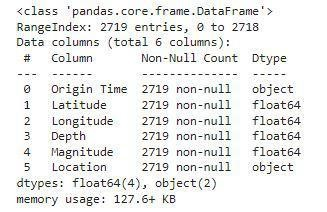 <class 'pandas.core.frame.DataFrame'>
RangeIndex: 2719 entries, 0 to 2718
Data columns (total 6 columns):
 #   Column       Non-Null Count  Dtype
---  ------       --------------  -----
 0   Origin Time  2719 non-null   object
 1   Latitude     2719 non-null   float64
 2   Longitude    2719 non-null   float64
 3   Depth        2719 non-null   float64
 4   Magnitude    2719 non-null   float64
 5   Location     2719 non-null   object
dtypes: float64(4), object(2)
memory usage: 127.6+ KB